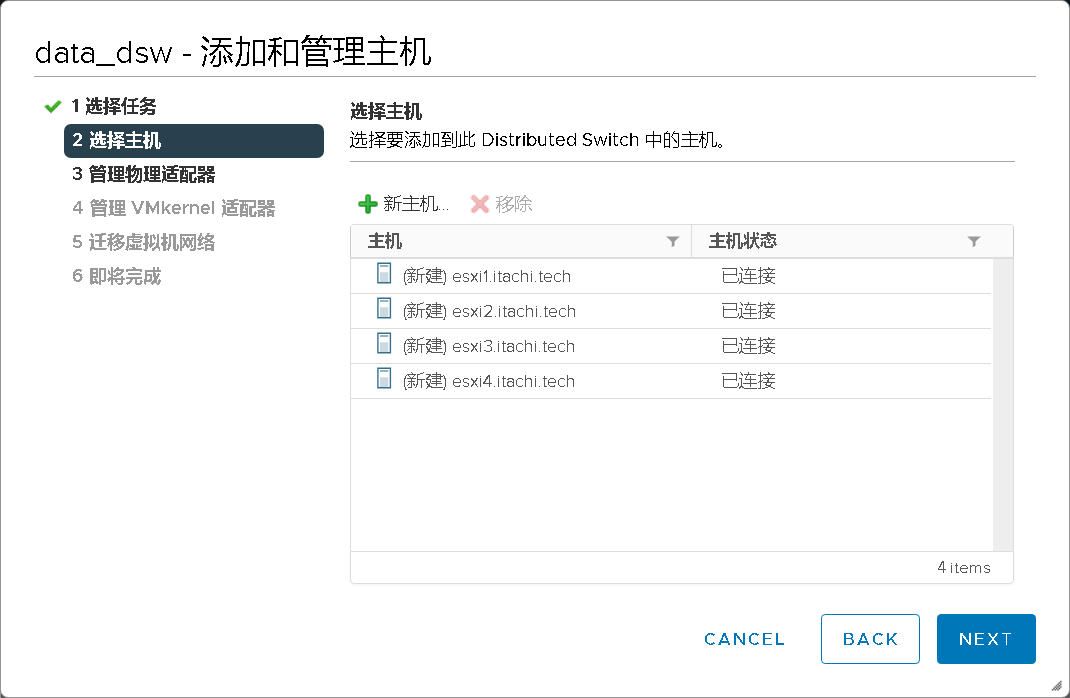 data_dsw - 添加和管理主机
1 选择任务
2 选择主机
3 管理物理适配器
4 管理 VMkernel 适配器
5 迁移虚拟机网络
6 即将完成
选择主机
选择要添加到此 Distributed Switch 中的主机。
新主机... 移除
主机 主机状态
(新建) esxi1.itachi.tech 已连接
(新建) esxi2.itachi.tech 已连接
(新建) esxi3.itachi.tech 已连接
(新建) esxi4.itachi.tech 已连接
4 items
CANCEL BACK NEXT